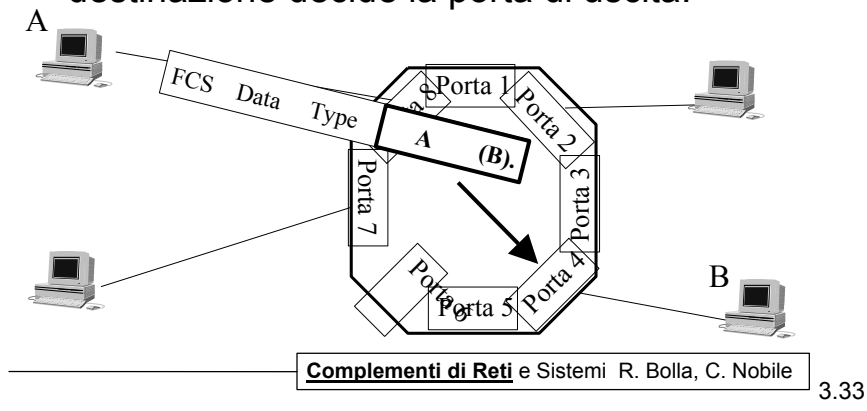 destinazione decide la porta di uscita.
A
FCS Data Type
A (B).
Porta 1
Porta 2
Porta 3
Porta 4
Porta 5
Porta 7
B
Complementi di Reti e Sistemi R. Bolla, C. Nobile
3.33